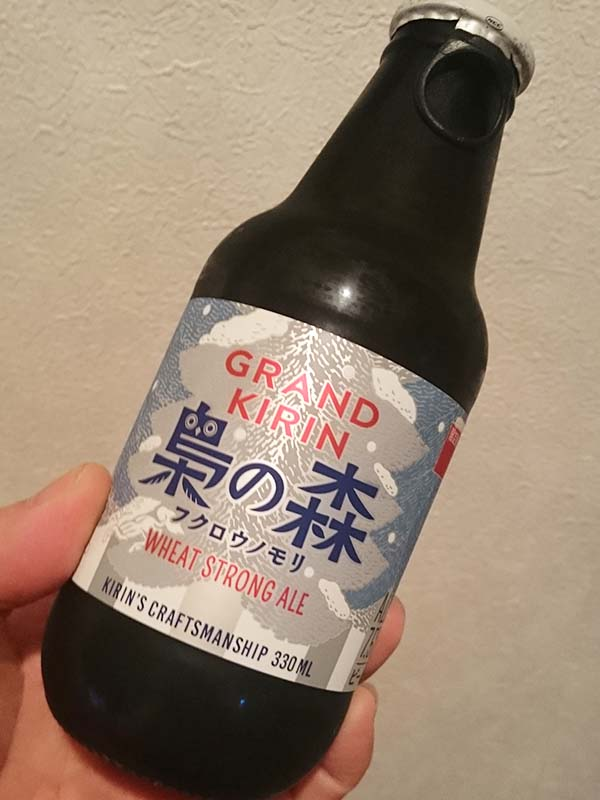 GRAND
KIRIN
梟の森
フクロウノモリ
WHEAT STRONG ALE
KIRIN'S CRAFTSMANSHIP 330ML